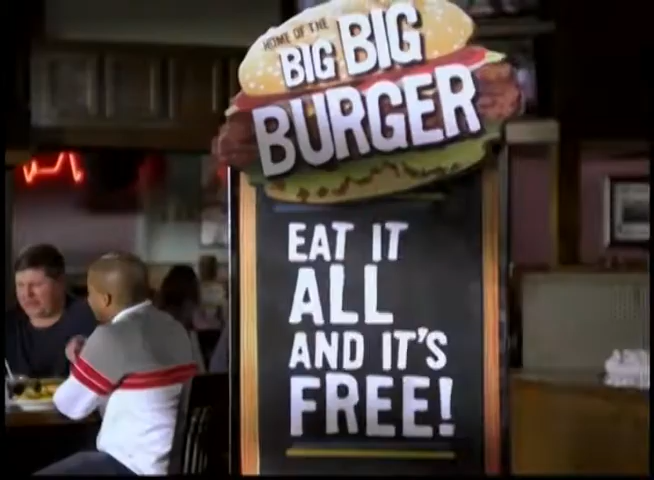 HOME OF THE
BIG BIG
BURGER
EAT IT
ALL
AND IT'S
FREE!